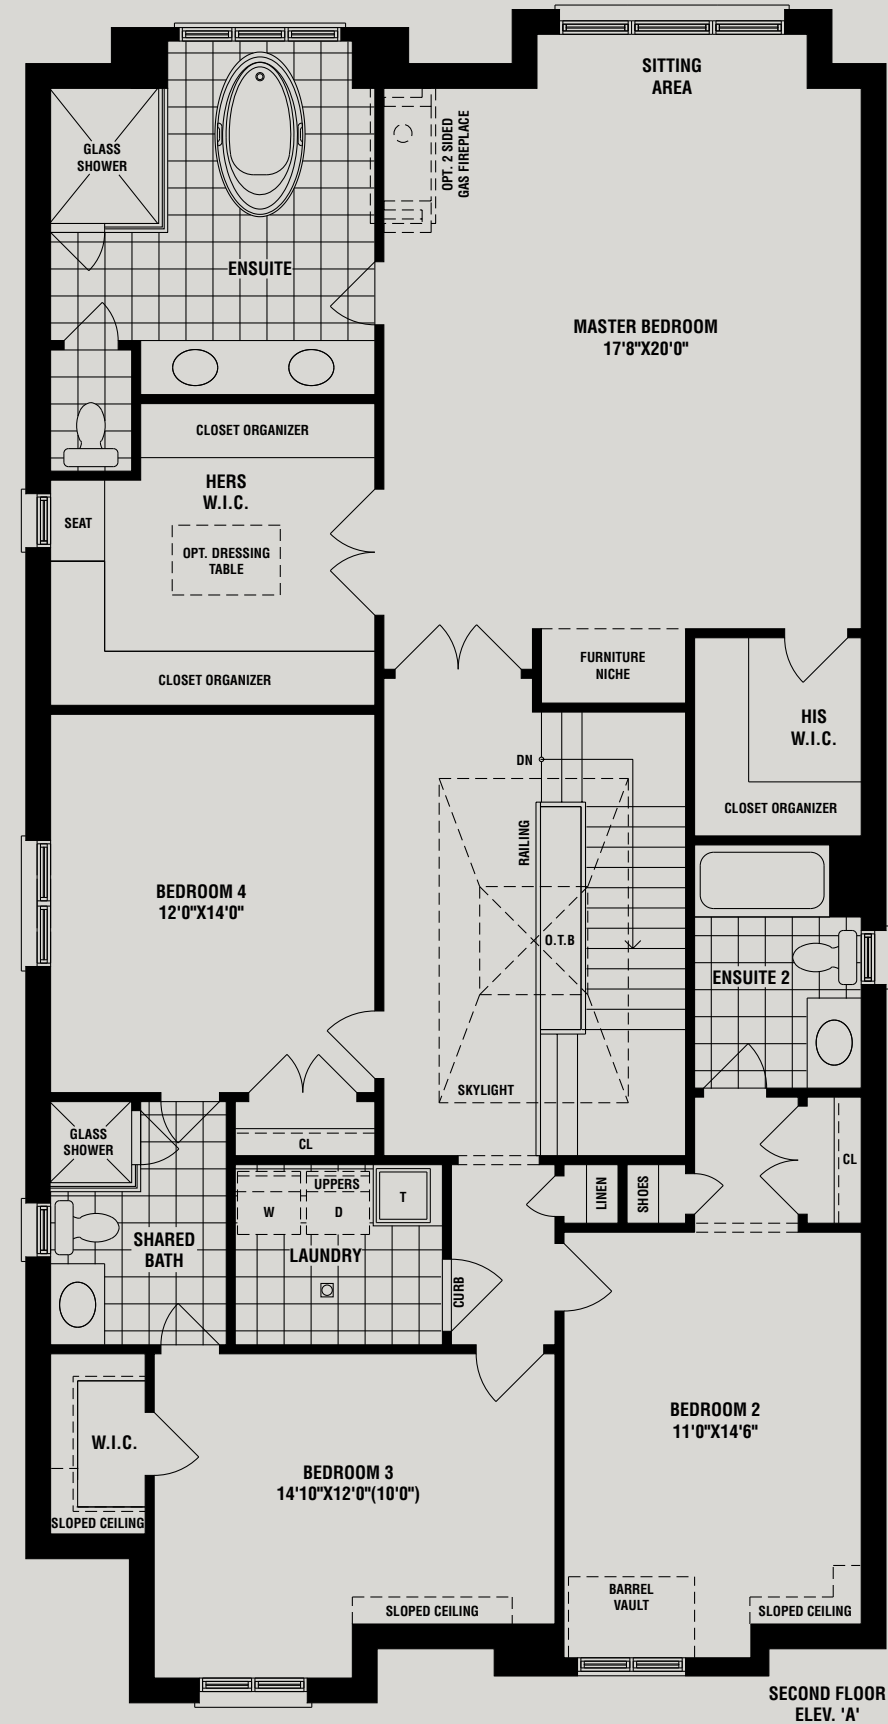 SITTING
AREA
GLASS
SHOWER
OPT. 2 SIDED
GAS FIREPLACE
ENSUITE
MASTER BEDROOM
17'8"X20'0"
CLOSET ORGANIZER
HERS
W.I.C.
SEAT
OPT. DRESSING
TABLE
CLOSET ORGANIZER
FURNITURE
NICHE
HIS
W.I.C.
CLOSET ORGANIZER
DN
RAILING
BEDROOM 4
12'0"X14'0"
O.T.B
ENSUITE 2
SKYLIGHT
GLASS
SHOWER
CL
CL
UPPERS
W
D
T
LINEN
SHOES
SHARED
BATH
LAUNDRY
CURB
W.I.C.
BEDROOM 2
11'0"X14'6"
BEDROOM 3
14'10"X12'0"(10'0")
SLOPED CEILING
BARREL
VAULT
SLOPED CEILING
SLOPED CEILING
SECOND FLOOR
ELEV. 'A'